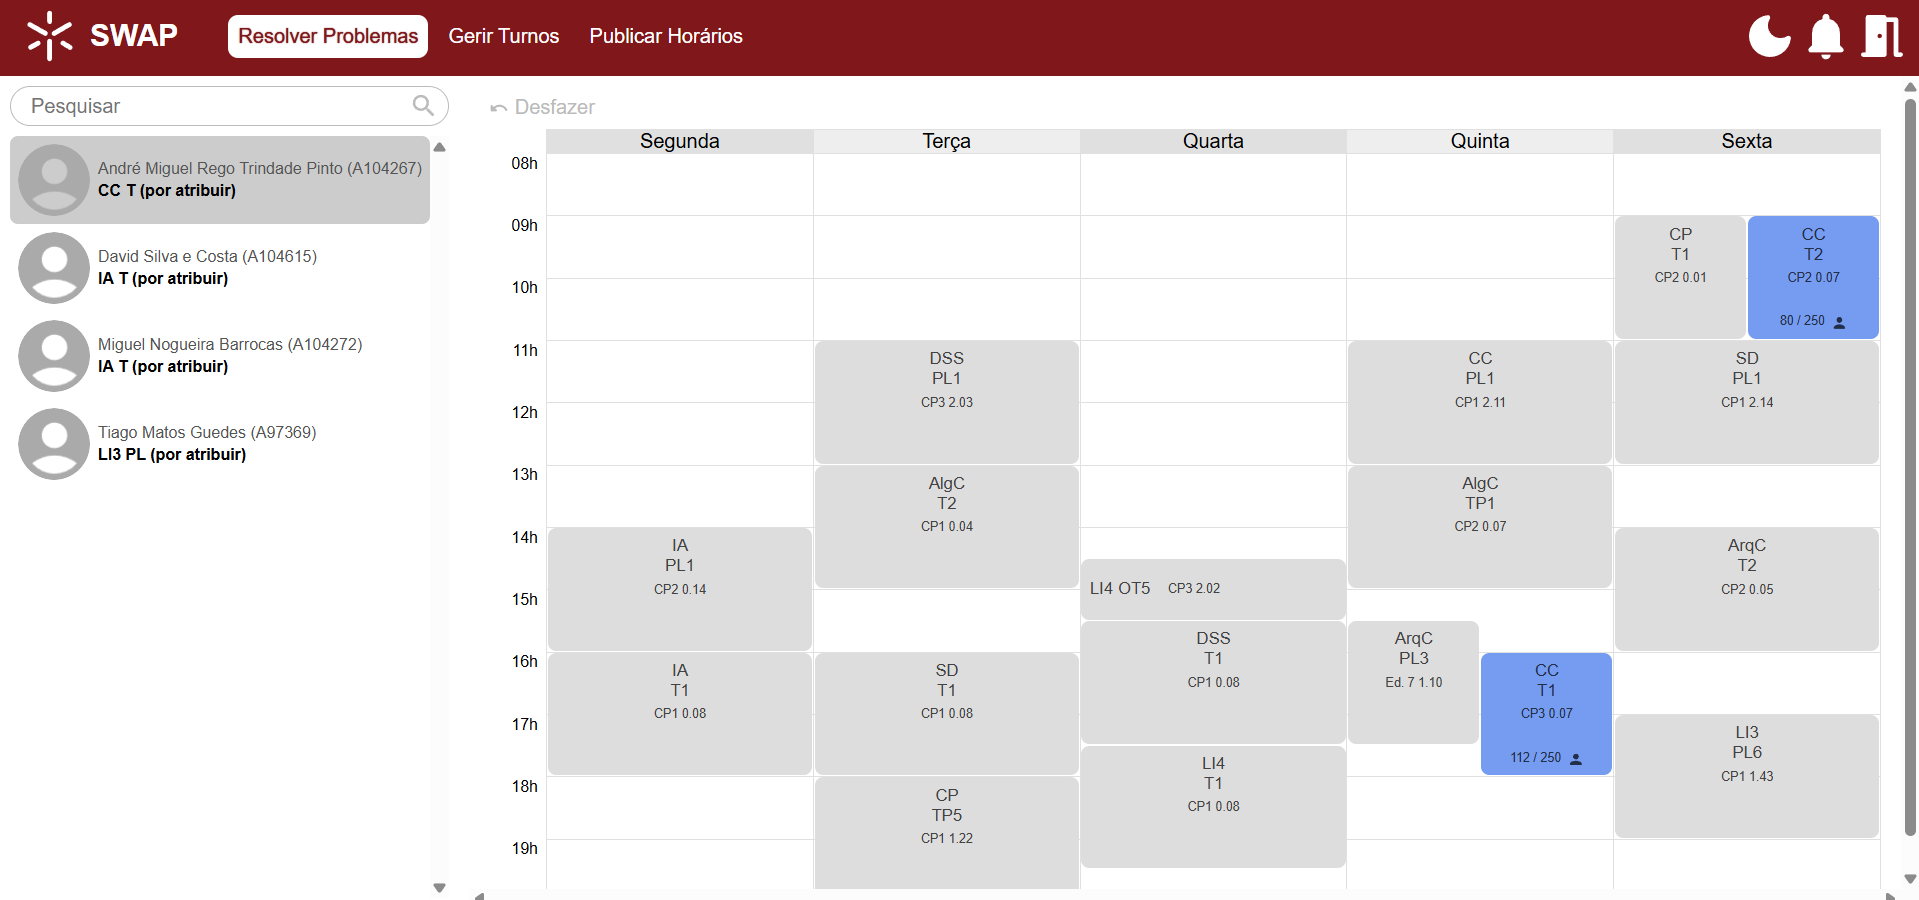 SWAP
Resolver Problemas
Gerir Turnos
Publicar Horários
Pesquisar
André Miguel Rego Trindade Pinto (A104267)
CC T (por atribuir)
David Silva e Costa (A104615)
IA T (por atribuir)
Miguel Nogueira Barrocas (A104272)
IA T (por atribuir)
Tiago Matos Guedes (A97369)
LI3 PL (por atribuir)
Desfazer
Segunda
Terça
Quarta
Quinta
Sexta
08h
09h
10h
11h
12h
13h
14h
15h
16h
17h
18h
19h
IA
PL1
CP2 0.14
IA
T1
CP1 0.08
DSS
PL1
CP3 2.03
AlgC
T2
CP1 0.04
SD
T1
CP1 0.08
CP
TP5
CP1 1.22
LI4 OT5 CP3 2.02
DSS
T1
CP1 0.08
LI4
T1
CP1 0.08
CC
PL1
CP1 2.11
AlgC
TP1
CP2 0.07
ArqC
PL3
Ed. 7 1.10
CC
T1
CP3 0.07
112 / 250
CP
T1
CP2 0.01
CC
T2
CP2 0.07
80 / 250
SD
PL1
CP1 2.14
ArqC
T2
CP2 0.05
LI3
PL6
CP1 1.43